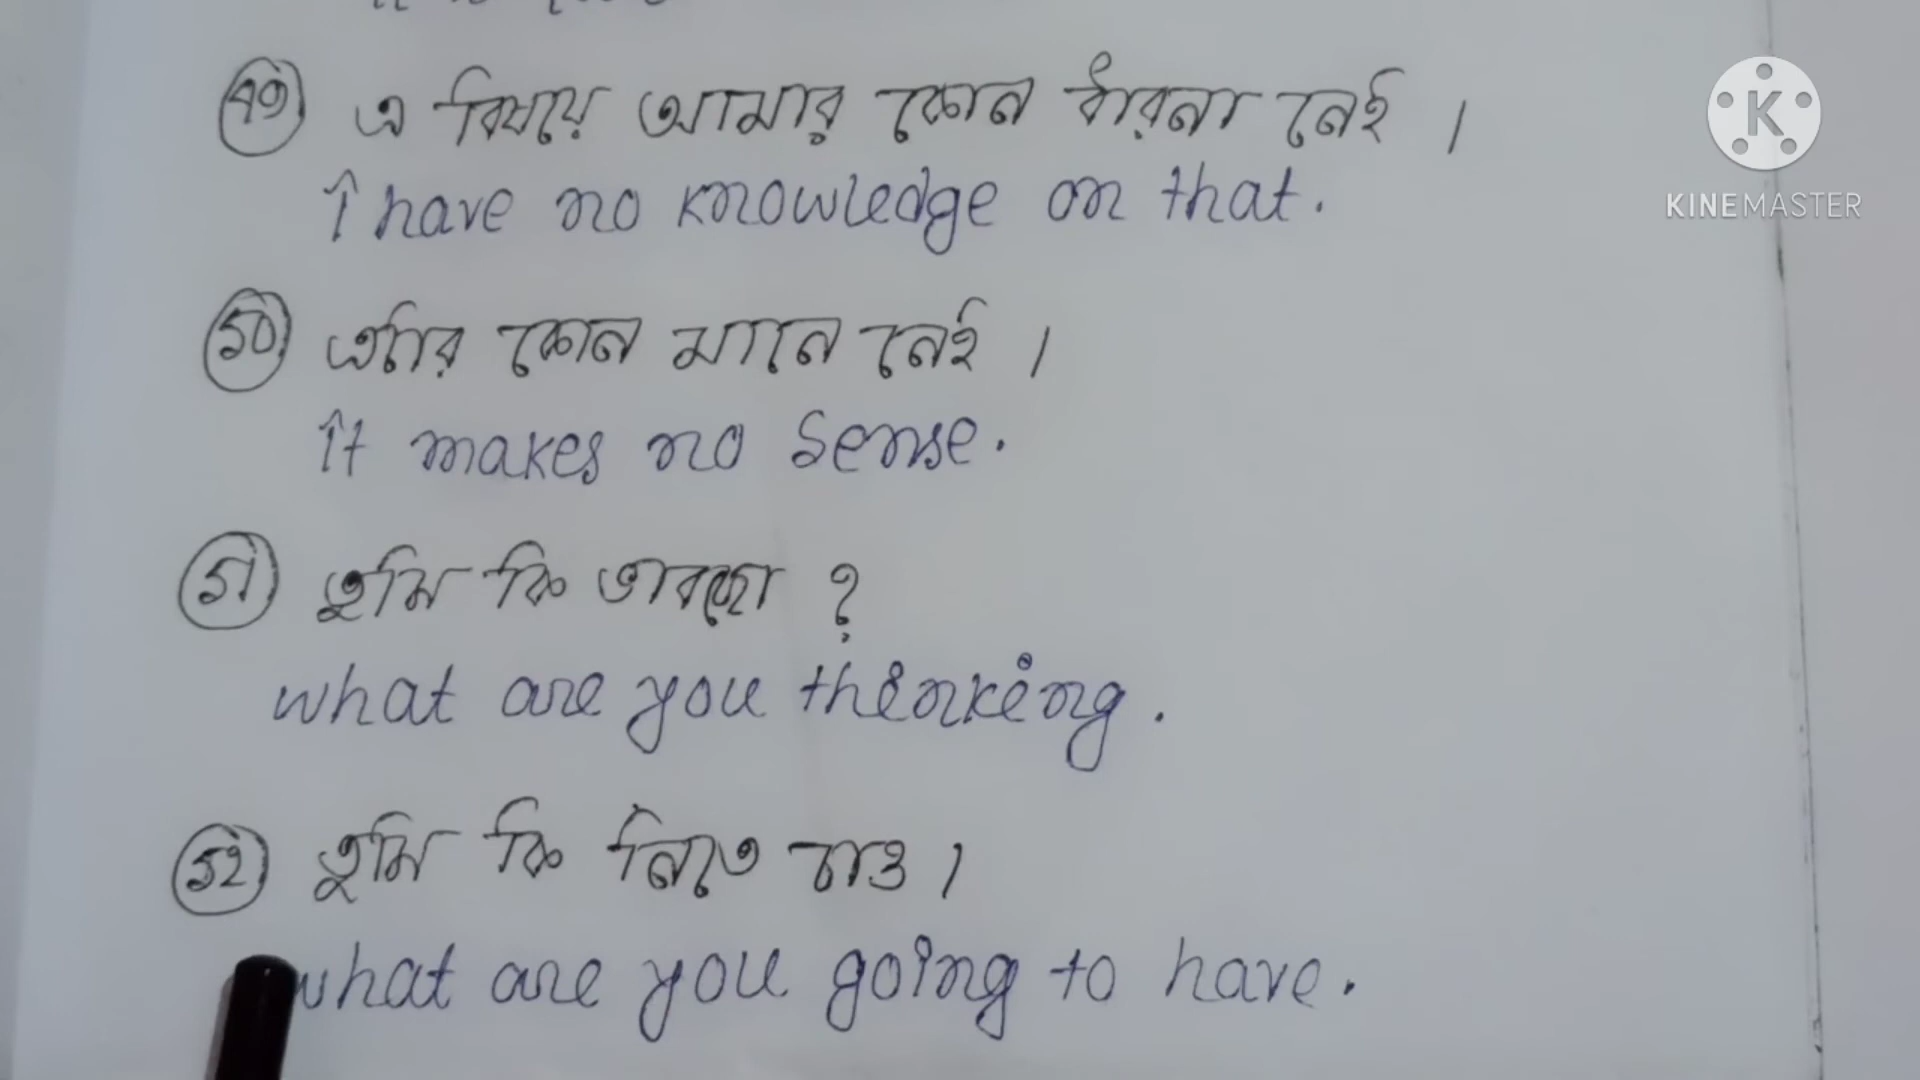 49 এ বিষয়ে আমার কোন ধারনা নেই ।
I have no knowledge on that.
50 এটার কোন মানে নেই ।
It makes no sense.
51 তুমি কি ভাবছো ?
what are you thinking.
52 তুমি কি নিতে চাও ।
what are you going to have.
K
KINEMASTER